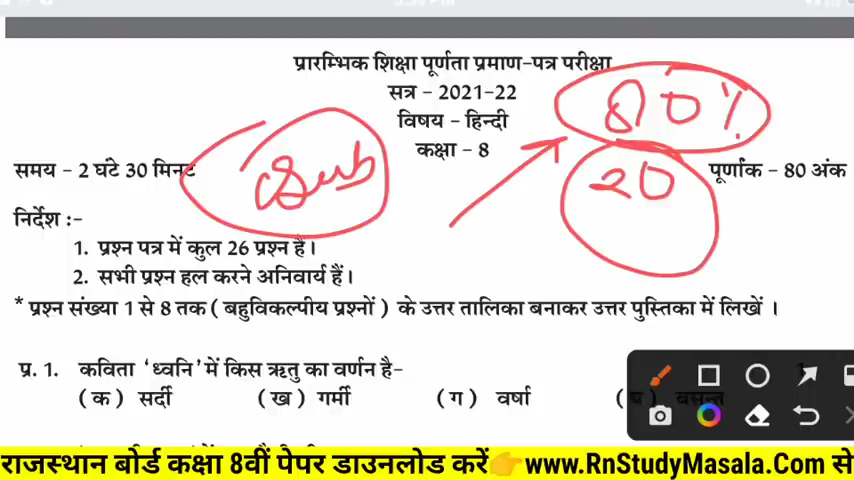 प्रारम्भिक शिक्षा पूर्णता प्रमाण-पत्र परीक्षा
सत्र - 2021-22
विषय - हिन्दी
कक्षा - 8
समय - 2 घंटे 30 मिनट
पूर्णांक - 80 अंक
80%
20
Sub
निर्देश :-
1. प्रश्न पत्र में कुल 26 प्रश्न हैं।
2. सभी प्रश्न हल करने अनिवार्य हैं।
* प्रश्न संख्या 1 से 8 तक ( बहुविकल्पीय प्रश्नों ) के उत्तर तालिका बनाकर उत्तर पुस्तिका में लिखें ।
प्र. 1. कविता 'ध्वनि' में किस ऋतु का वर्णन है-
( क ) सर्दी ( ख ) गर्मी ( ग ) वर्षा ( घ ) बसन्त
राजस्थान बोर्ड कक्षा 8वीं पेपर डाउनलोड करें👉www.RnStudyMasala.Com से